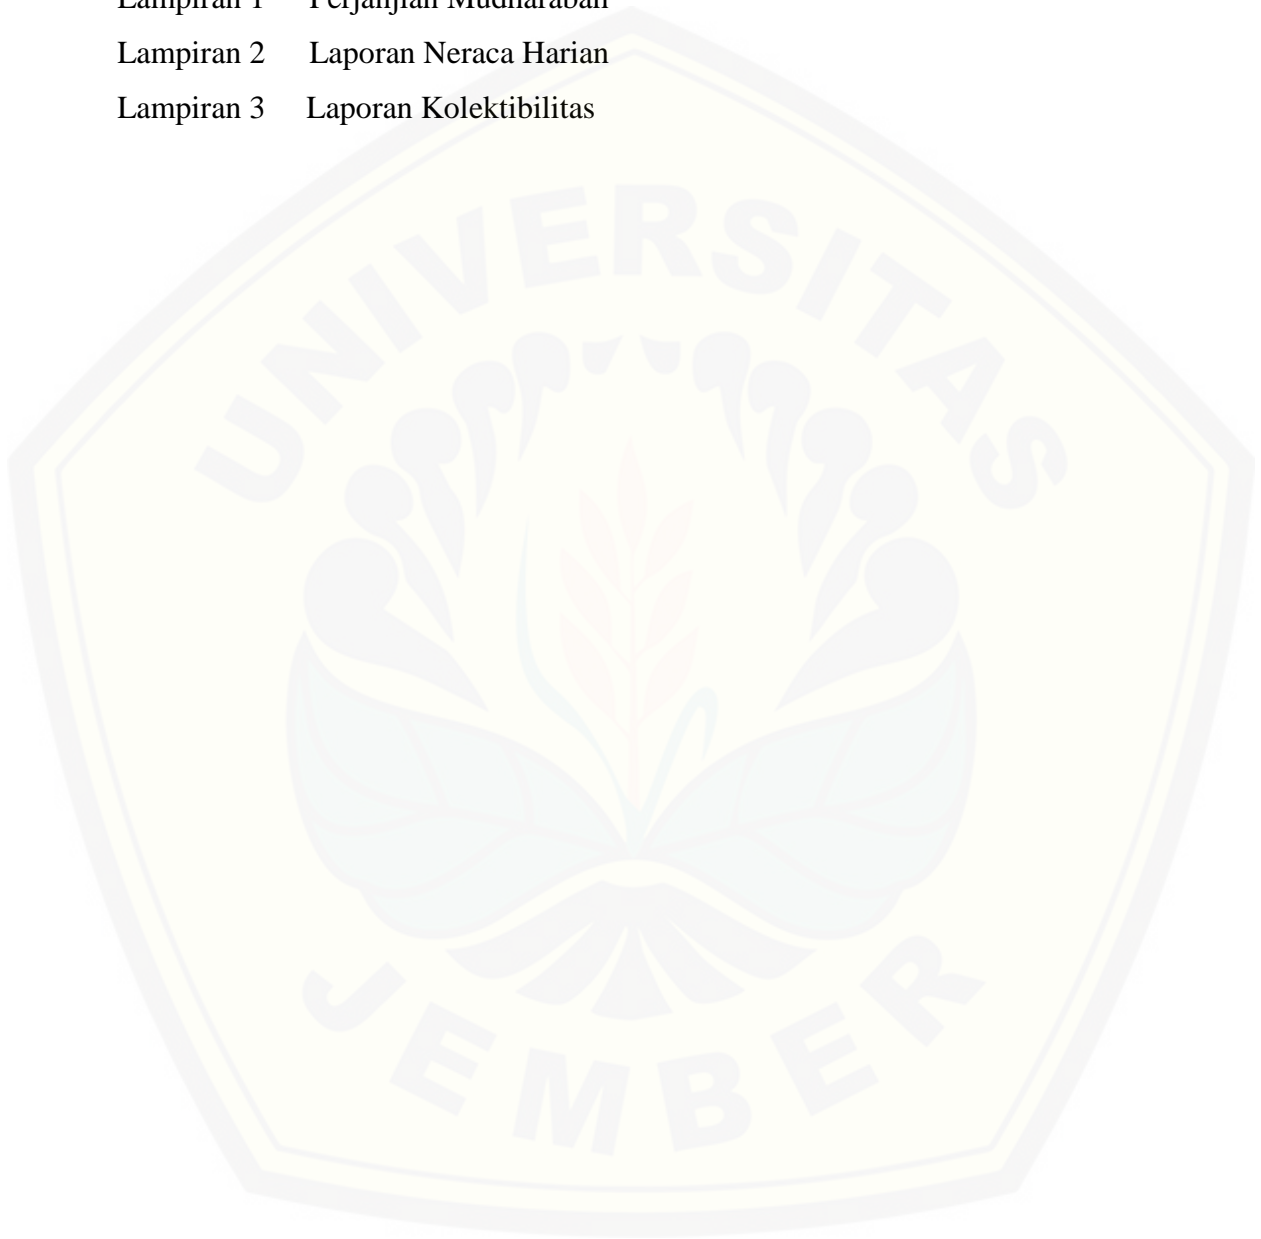 Lampiran 1 Perjanjian Mudharabah
Lampiran 2 Laporan Neraca Harian
Lampiran 3 Laporan Kolektibilitas
UNIVERSITAS
JEMBER